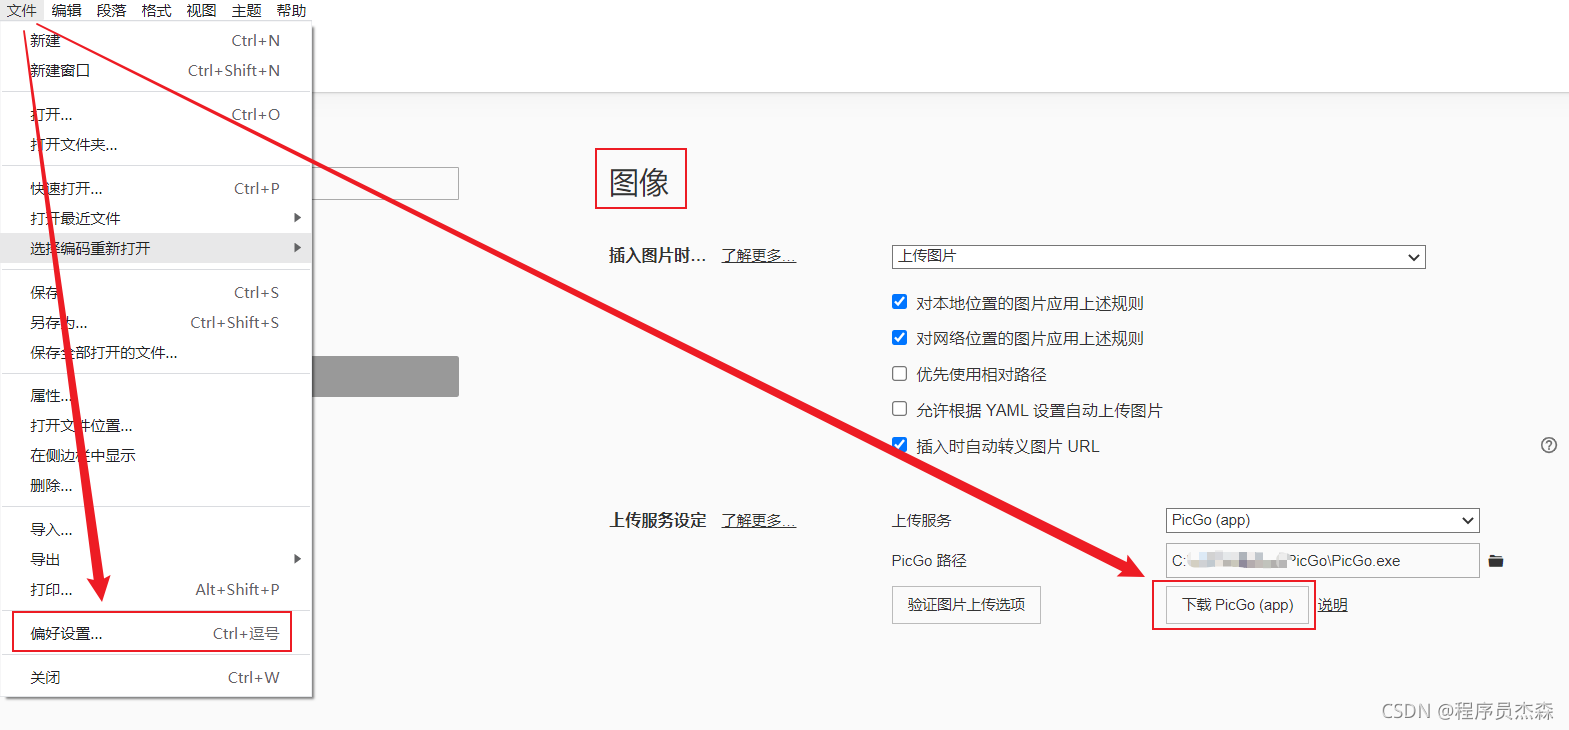 文件 编辑 段落 格式 视图 主题 帮助
新建 Ctrl+N
新建窗口 Ctrl+Shift+N
打开... Ctrl+O
打开文件夹...
快速打开... Ctrl+P
打开最近文件
选择编码重新打开
保存 Ctrl+S
另存为... Ctrl+Shift+S
保存全部打开的文件...
属性...
打开文件位置...
在侧边栏中显示
删除...
导入...
导出
打印... Alt+Shift+P
偏好设置... Ctrl+逗号
关闭 Ctrl+W
图像
插入图片时... 了解更多...
上传图片
对本地位置的图片应用上述规则
对网络位置的图片应用上述规则
优先使用相对路径
允许根据 YAML 设置自动上传图片
插入时自动转义图片 URL
上传服务设定 了解更多...
上传服务 PicGo (app)
PicGo 路径 C: PicGo\PicGo.exe
验证图片上传选项 下载 PicGo (app) 说明
CSDN @程序员杰森